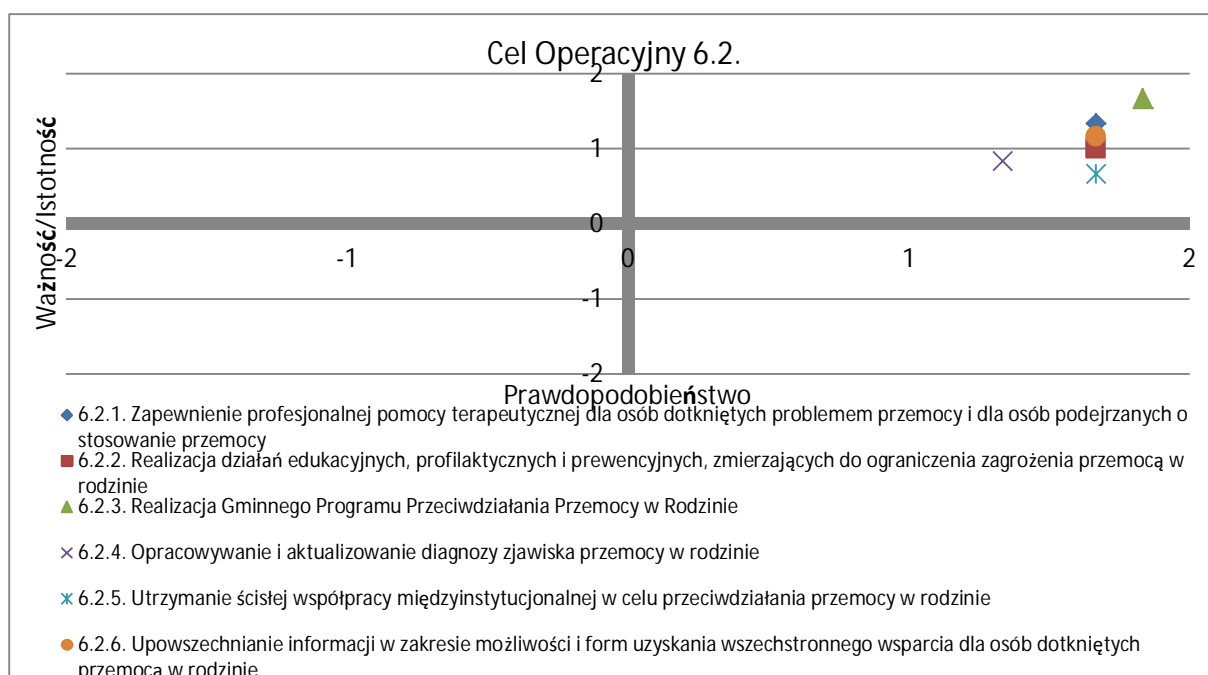 Cel Operacyjny 6.2.
2
1
0
-1
-2
-2
-1
0
1
2
Ważność/Istotność
Prawdopodobieństwo
6.2.1. Zapewnienie profesjonalnej pomocy terapeutycznej dla osób dotkniętych problemem przemocy i dla osób podejrzanych o
stosowanie przemocy
6.2.2. Realizacja działań edukacyjnych, profilaktycznych i prewencyjnych, zmierzających do ograniczenia zagrożenia przemocą w
rodzinie
6.2.3. Realizacja Gminnego Programu Przeciwdziałania Przemocy w Rodzinie
6.2.4. Opracowywanie i aktualizowanie diagnozy zjawiska przemocy w rodzinie
6.2.5. Utrzymanie ścisłej współpracy międzyinstytucjonalnej w celu przeciwdziałania przemocy w rodzinie
6.2.6. Upowszechnianie informacji w zakresie możliwości i form uzyskania wszechstronnego wsparcia dla osób dotkniętych
przemocą w rodzinie